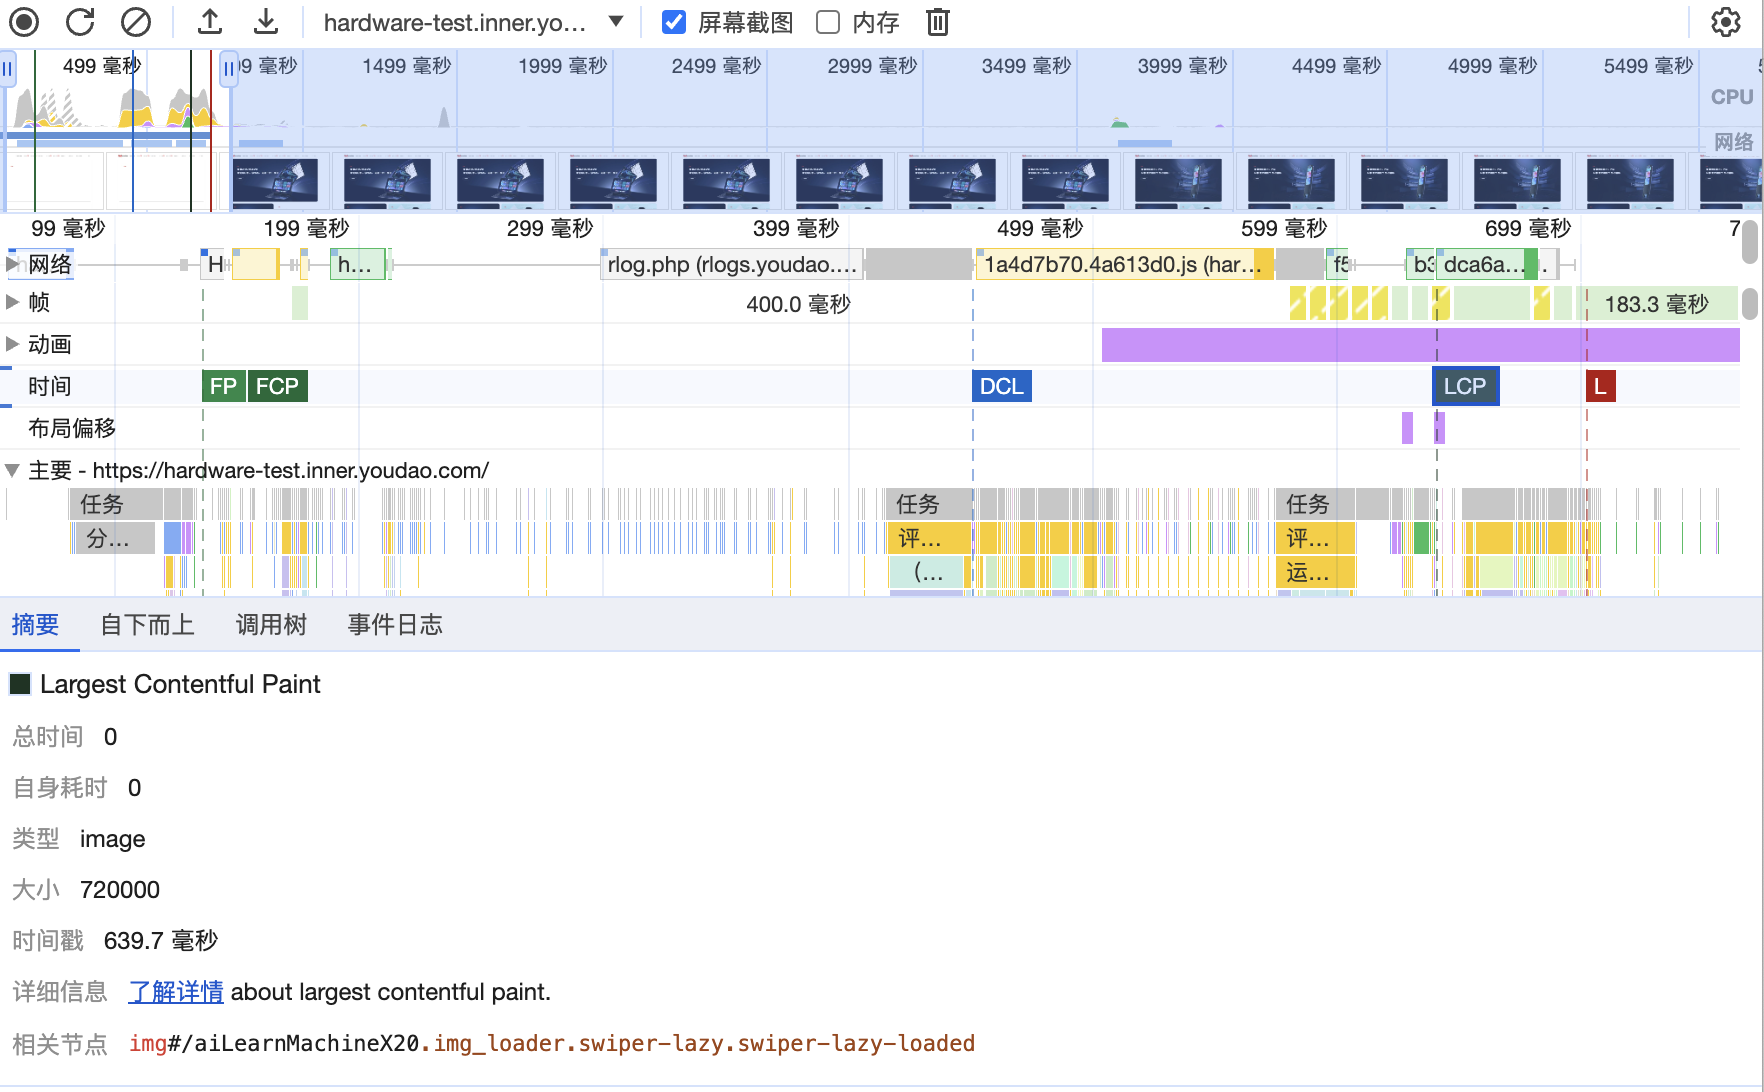 hardware-test.inner.yo... 屏幕截图 内存
499 毫秒 99 毫秒 1499 毫秒 1999 毫秒 2499 毫秒 2999 毫秒 3499 毫秒 3999 毫秒 4499 毫秒 4999 毫秒 5499 毫秒
CPU
网络
99 毫秒 199 毫秒 299 毫秒 399 毫秒 499 毫秒 599 毫秒 699 毫秒 7
网络 H h... rlog.php (rlogs.youdao.... 1a4d7b70.4a613d0.js (har... f5 b3 dca6a... .
帧 400.0 毫秒 183.3 毫秒
动画
时间 FP FCP DCL LCP L
布局偏移
主要 - https://hardware-test.inner.youdao.com/
任务 任务 任务
分... 评... 评...
(... 运...
摘要 自下而上 调用树 事件日志
Largest Contentful Paint
总时间 0
自身耗时 0
类型 image
大小 720000
时间戳 639.7 毫秒
详细信息 了解详情 about largest contentful paint.
相关节点 img#/aiLearnMachineX20.img_loader.swiper-lazy.swiper-lazy-loaded